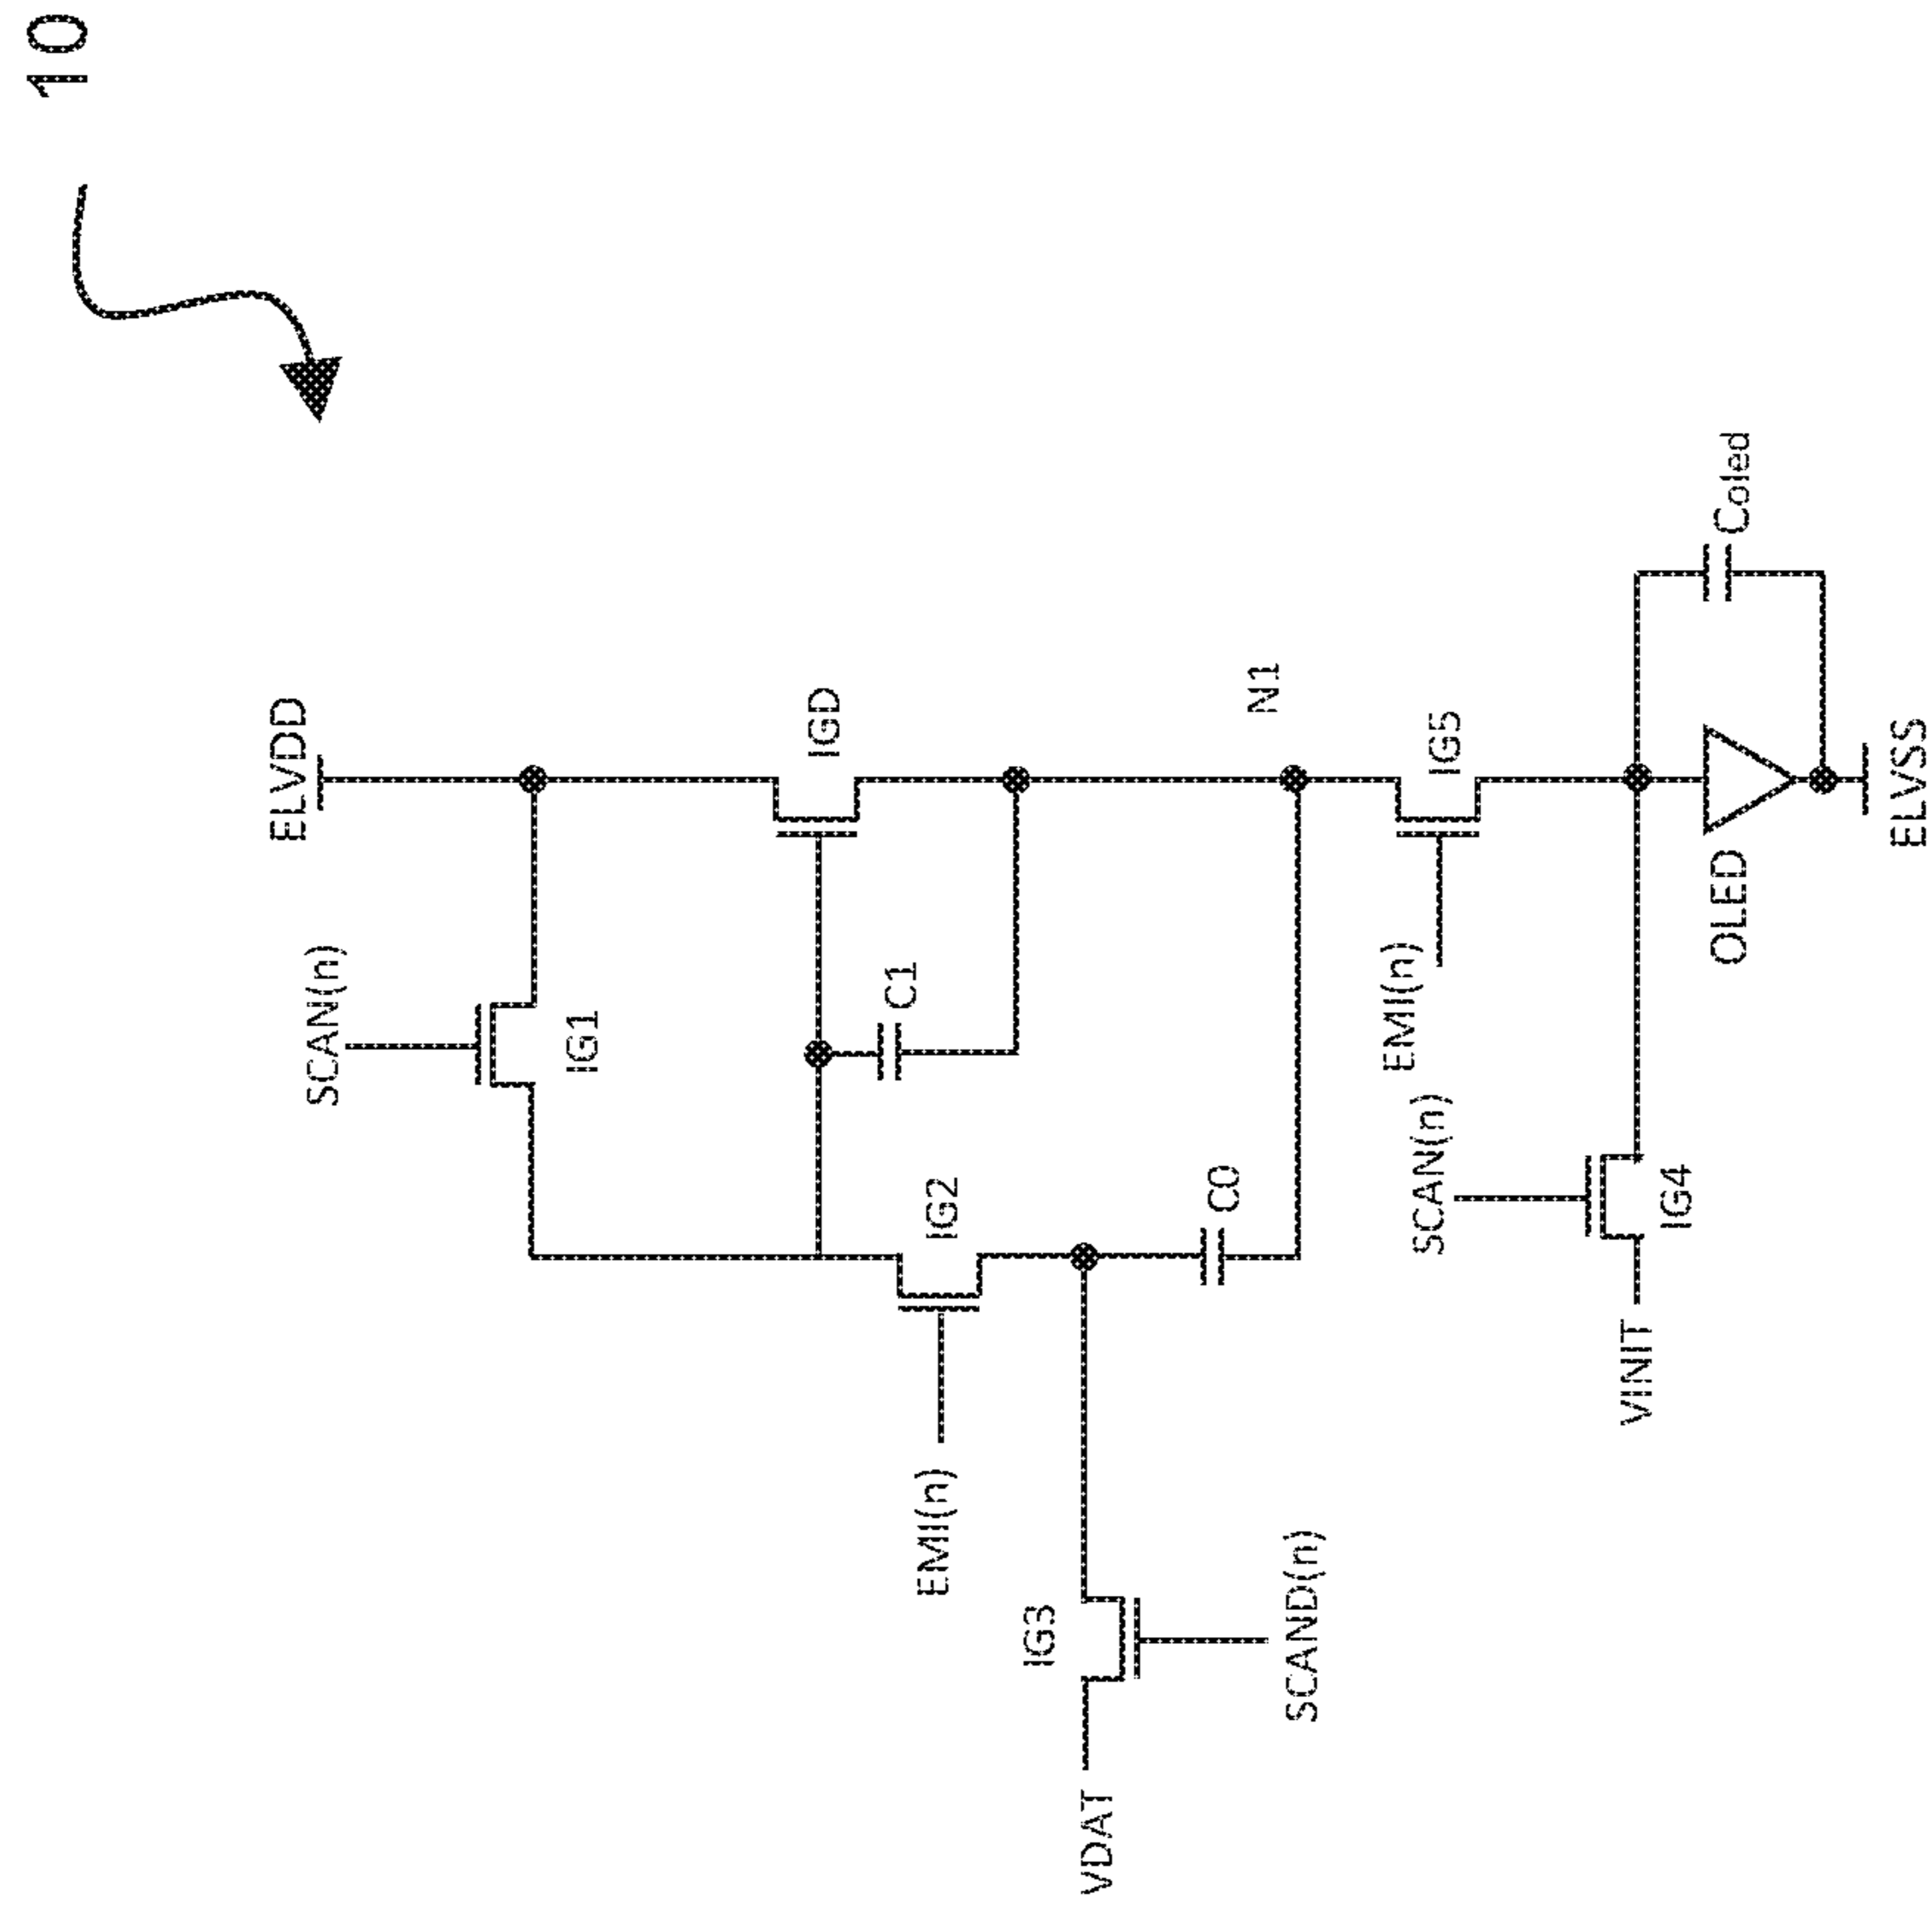 10
ELVDD
SCAN(n)
IG1
IGD
C1
IG2
EMI(n)
N1
C0
IG3
VDAT
SCAND(n)
IG5
EMI(n)
SCAN(n)
IG4
VINIT
OLED
Coled
ELVSS